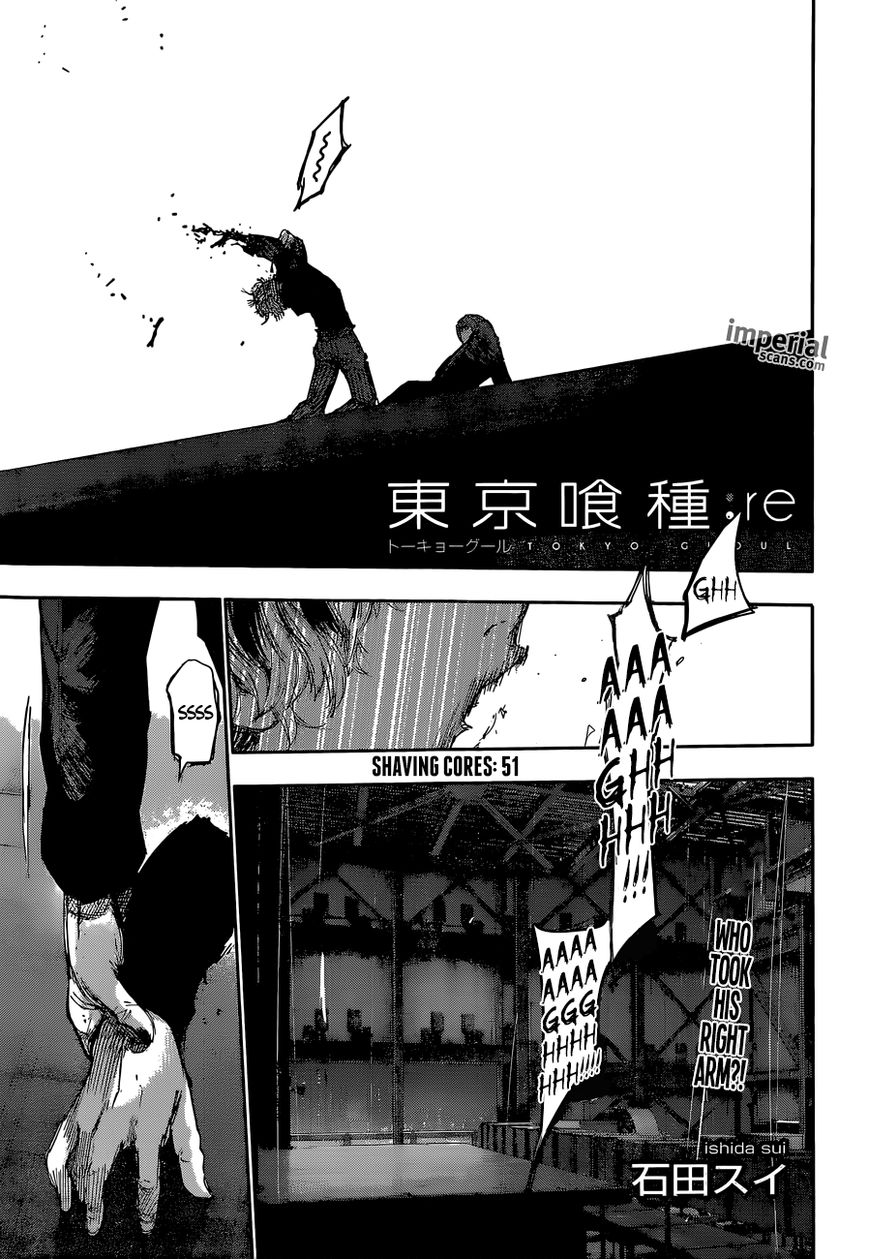 imperial
scans.com
東京喰種:re
トーキョーグール TOKYO GHOUL
GHH
AAA
AAA
GHH
HHH!!!
SSSS
SHAVING CORES: 51
AAAA
AAAA
GGG
HHHH
HHH!!!!
WHO
TOOK
HIS
RIGHT
ARM?!
ishida sui
石田スイ